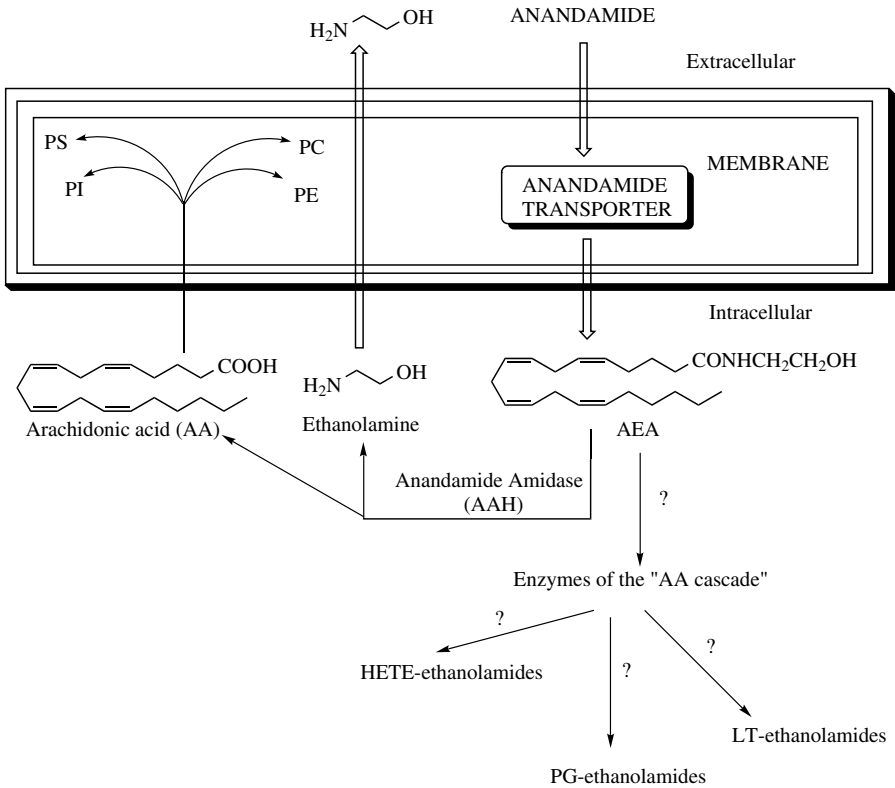 H₂N OH
ANANDAMIDE
Extracellular
PS
PC
MEMBRANE
PI
PE
ANANDAMIDE
TRANSPORTER
Intracellular
COOH
H₂N OH
CONHCH₂CH₂OH
Arachidonic acid (AA)
Ethanolamine
AEA
Anandamide Amidase
(AAH)
?
Enzymes of the "AA cascade"
?
?
?
HETE-ethanolamides
LT-ethanolamides
PG-ethanolamides